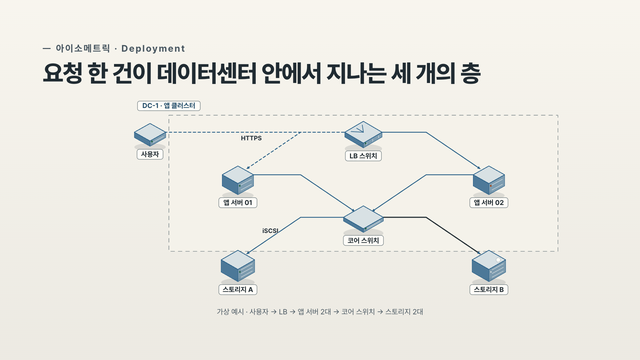 — 아이소메트릭 · Deployment
요청 한 건이 데이터센터 안에서 지나는 세 개의 층
DC-1 · 앱 클러스터
HTTPS
사용자
LB 스위치
앱 서버 01
앱 서버 02
iSCSI
코어 스위치
스토리지 A
스토리지 B
가상 예시 · 사용자 → LB → 앱 서버 2대 → 코어 스위치 → 스토리지 2대